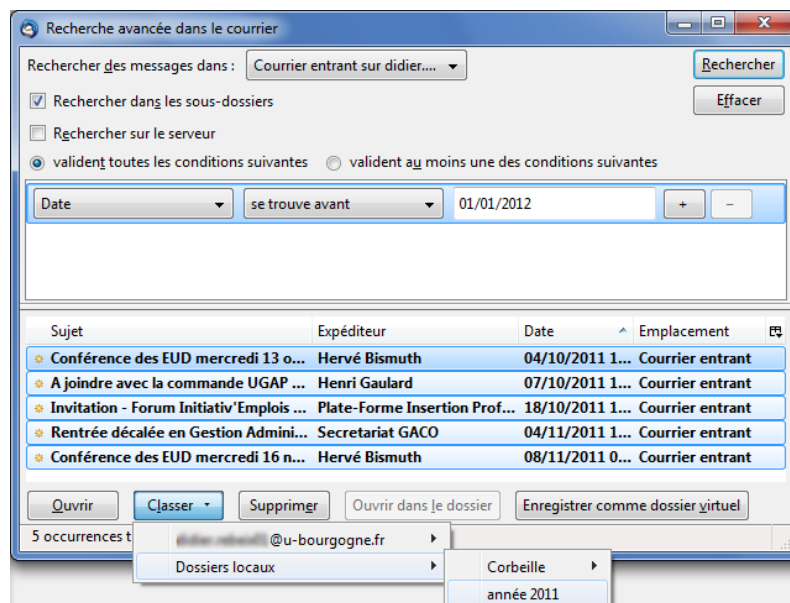 Recherche avancée dans le courrier
Rechercher des messages dans : Courrier entrant sur didier.... Rechercher
Rechercher dans les sous-dossiers Effacer
Rechercher sur le serveur
valident toutes les conditions suivantes valident au moins une des conditions suivantes
Date se trouve avant 01/01/2012 + −
Sujet Expéditeur Date Emplacement
Conférence des EUD mercredi 13 o... Hervé Bismuth 04/10/2011 1... Courrier entrant
A joindre avec la commande UGAP ... Henri Gaulard 07/10/2011 1... Courrier entrant
Invitation - Forum Initiativ'Emplois ... Plate-Forme Insertion Prof... 18/10/2011 1... Courrier entrant
Rentrée décalée en Gestion Admini... Secretariat GACO 04/11/2011 1... Courrier entrant
Conférence des EUD mercredi 16 n... Hervé Bismuth 08/11/2011 0... Courrier entrant
Ouvrir Classer Supprimer Ouvrir dans le dossier Enregistrer comme dossier virtuel
5 occurrences t
@u-bourgogne.fr
Dossiers locaux Corbeille
année 2011